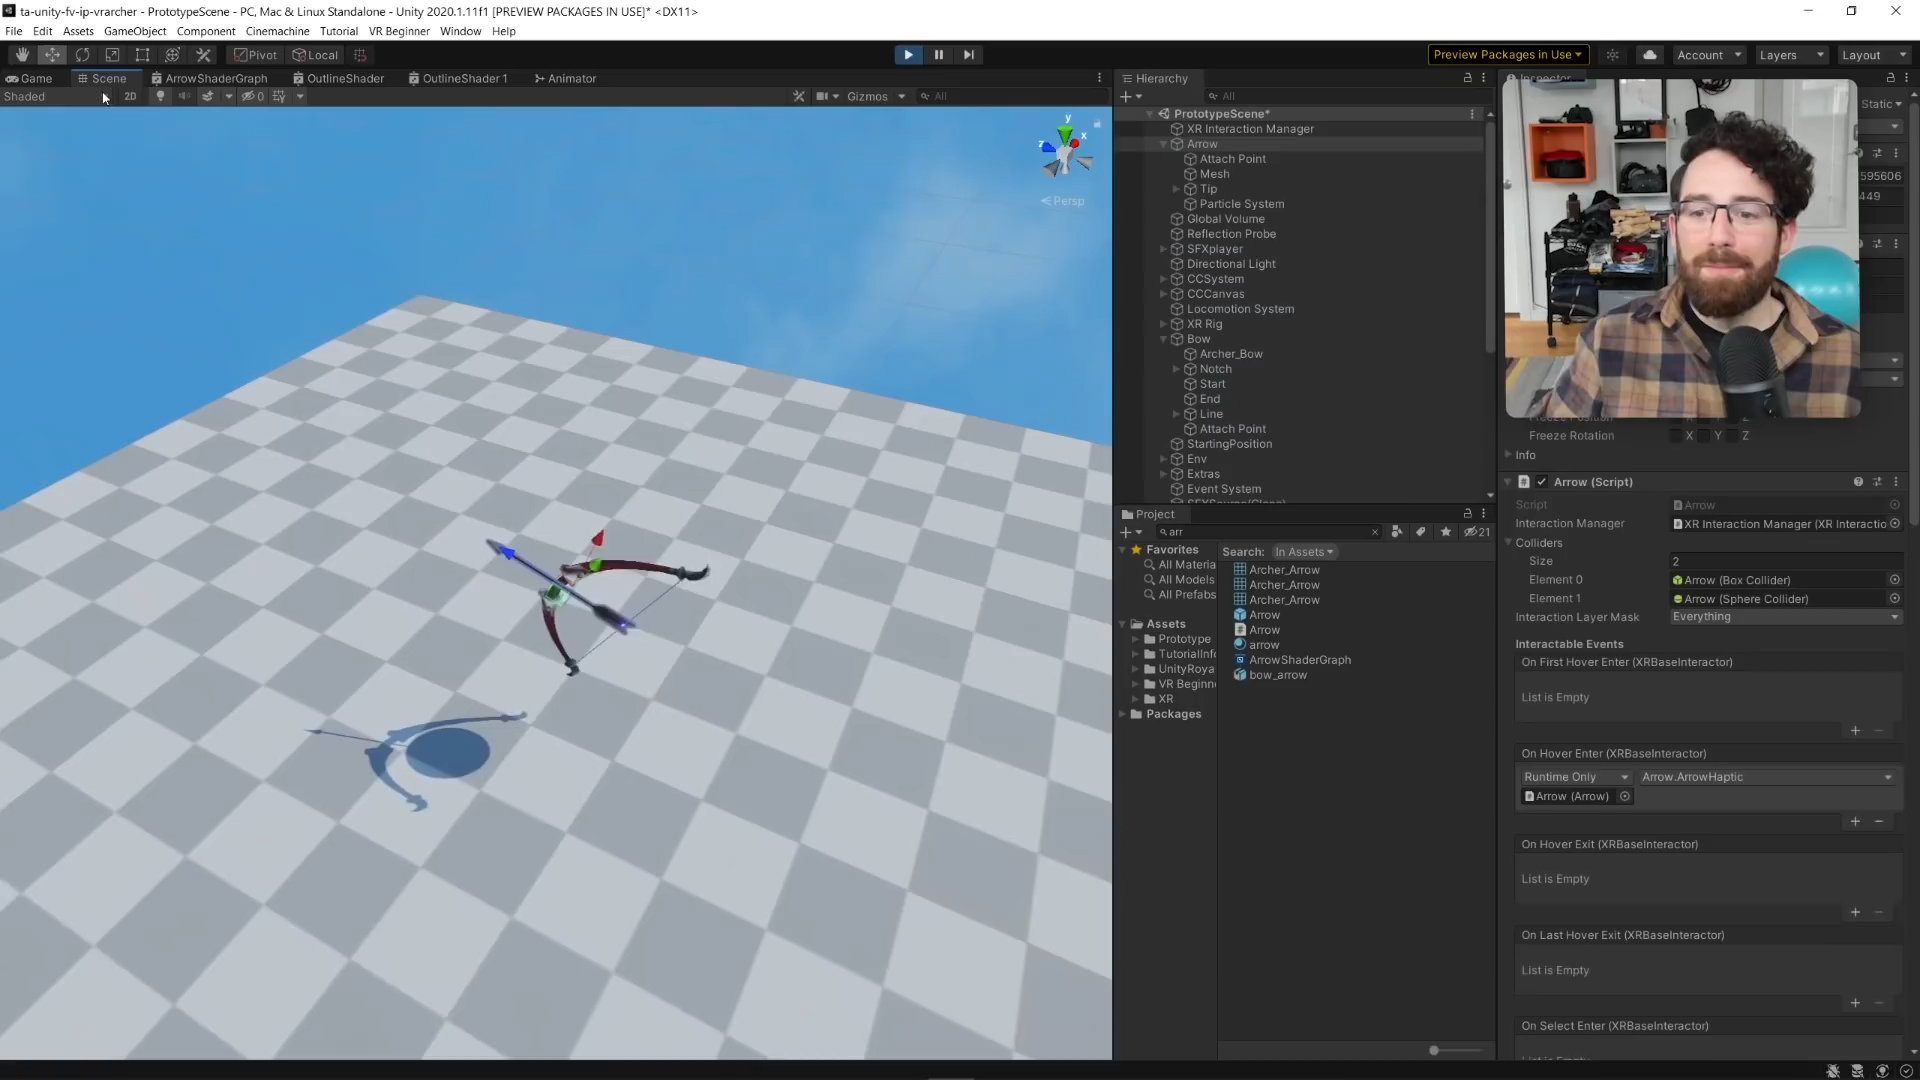 ta-unity-fv-ip-vrarcher - PrototypeScene - PC, Mac & Linux Standalone - Unity 2020.1.11f1 [PREVIEW PACKAGES IN USE]* <DX11>
File Edit Assets GameObject Component Cinemachine Tutorial VR Beginner Window Help
Pivot Local Preview Packages in Use Account Layers Layout
Game Scene ArrowShaderGraph OutlineShader OutlineShader 1 Animator
Shaded 2D 0 Gizmos All
y
x
z
Persp
Hierarchy
All
PrototypeScene*
XR Interaction Manager
Arrow
Attach Point
Mesh
Tip
Particle System
Global Volume
Reflection Probe
SFXplayer
Directional Light
CCSystem
CCCanvas
Locomotion System
XR Rig
Bow
Archer_Bow
Notch
Start
End
Line
Attach Point
StartingPosition
Env
Extras
Event System
Project
arr
21
Favorites
All Materia
All Models
All Prefabs
Assets
Prototype
TutorialInfo
UnityRoya
VR Beginn
XR
Packages
Search: In Assets
Archer_Arrow
Archer_Arrow
Archer_Arrow
Arrow
Arrow
arrow
ArrowShaderGraph
bow_arrow
Static
595606
449
Freeze Rotation X Y Z
Info
Arrow (Script)
Script Arrow
Interaction Manager XR Interaction Manager (XR Interactio
Colliders
Size 2
Element 0 Arrow (Box Collider)
Element 1 Arrow (Sphere Collider)
Interaction Layer Mask Everything
Interactable Events
On First Hover Enter (XRBaseInteractor)
List is Empty
On Hover Enter (XRBaseInteractor)
Runtime Only Arrow.ArrowHaptic
Arrow (Arrow)
On Hover Exit (XRBaseInteractor)
List is Empty
On Last Hover Exit (XRBaseInteractor)
List is Empty
On Select Enter (XRBaseInteractor)